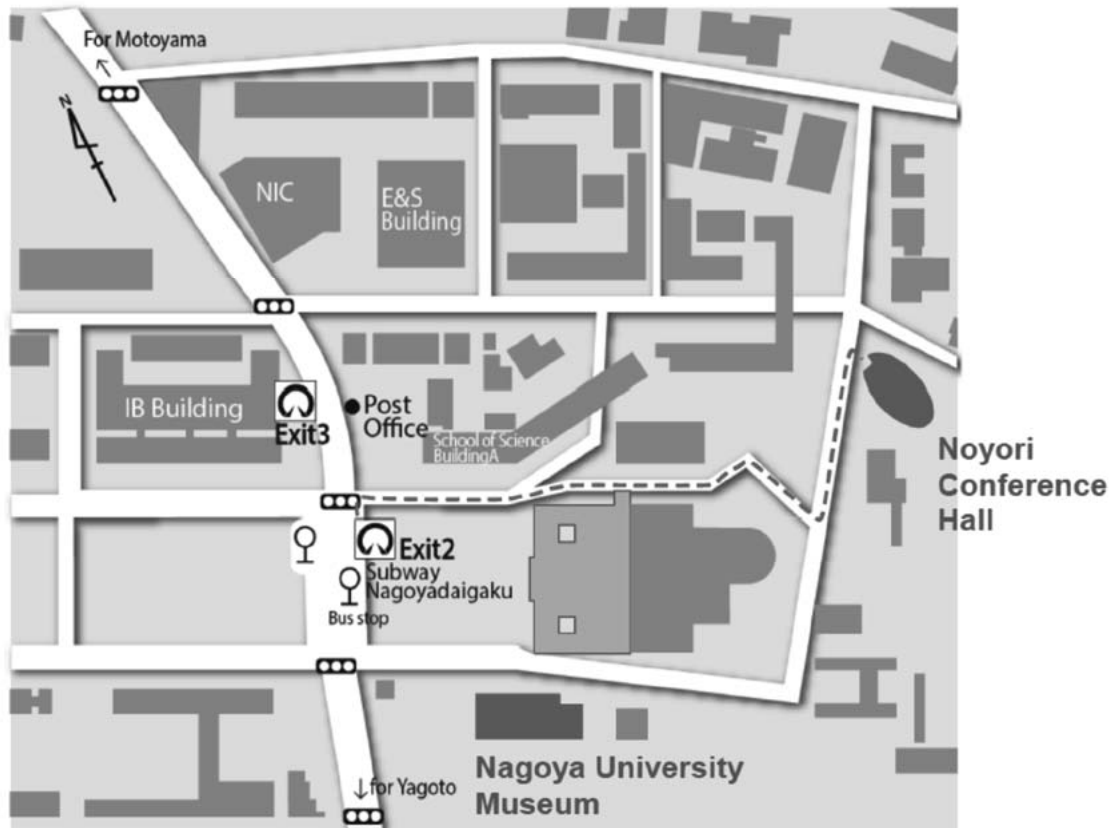 For Motoyama
N
NIC
E&S
Building
IB Building
Exit3
Post
Office
School of Science
BuildingA
Noyori
Conference
Hall
Exit2
Subway
Nagoyadaigaku
Bus stop
Nagoya University
Museum
for Yagoto